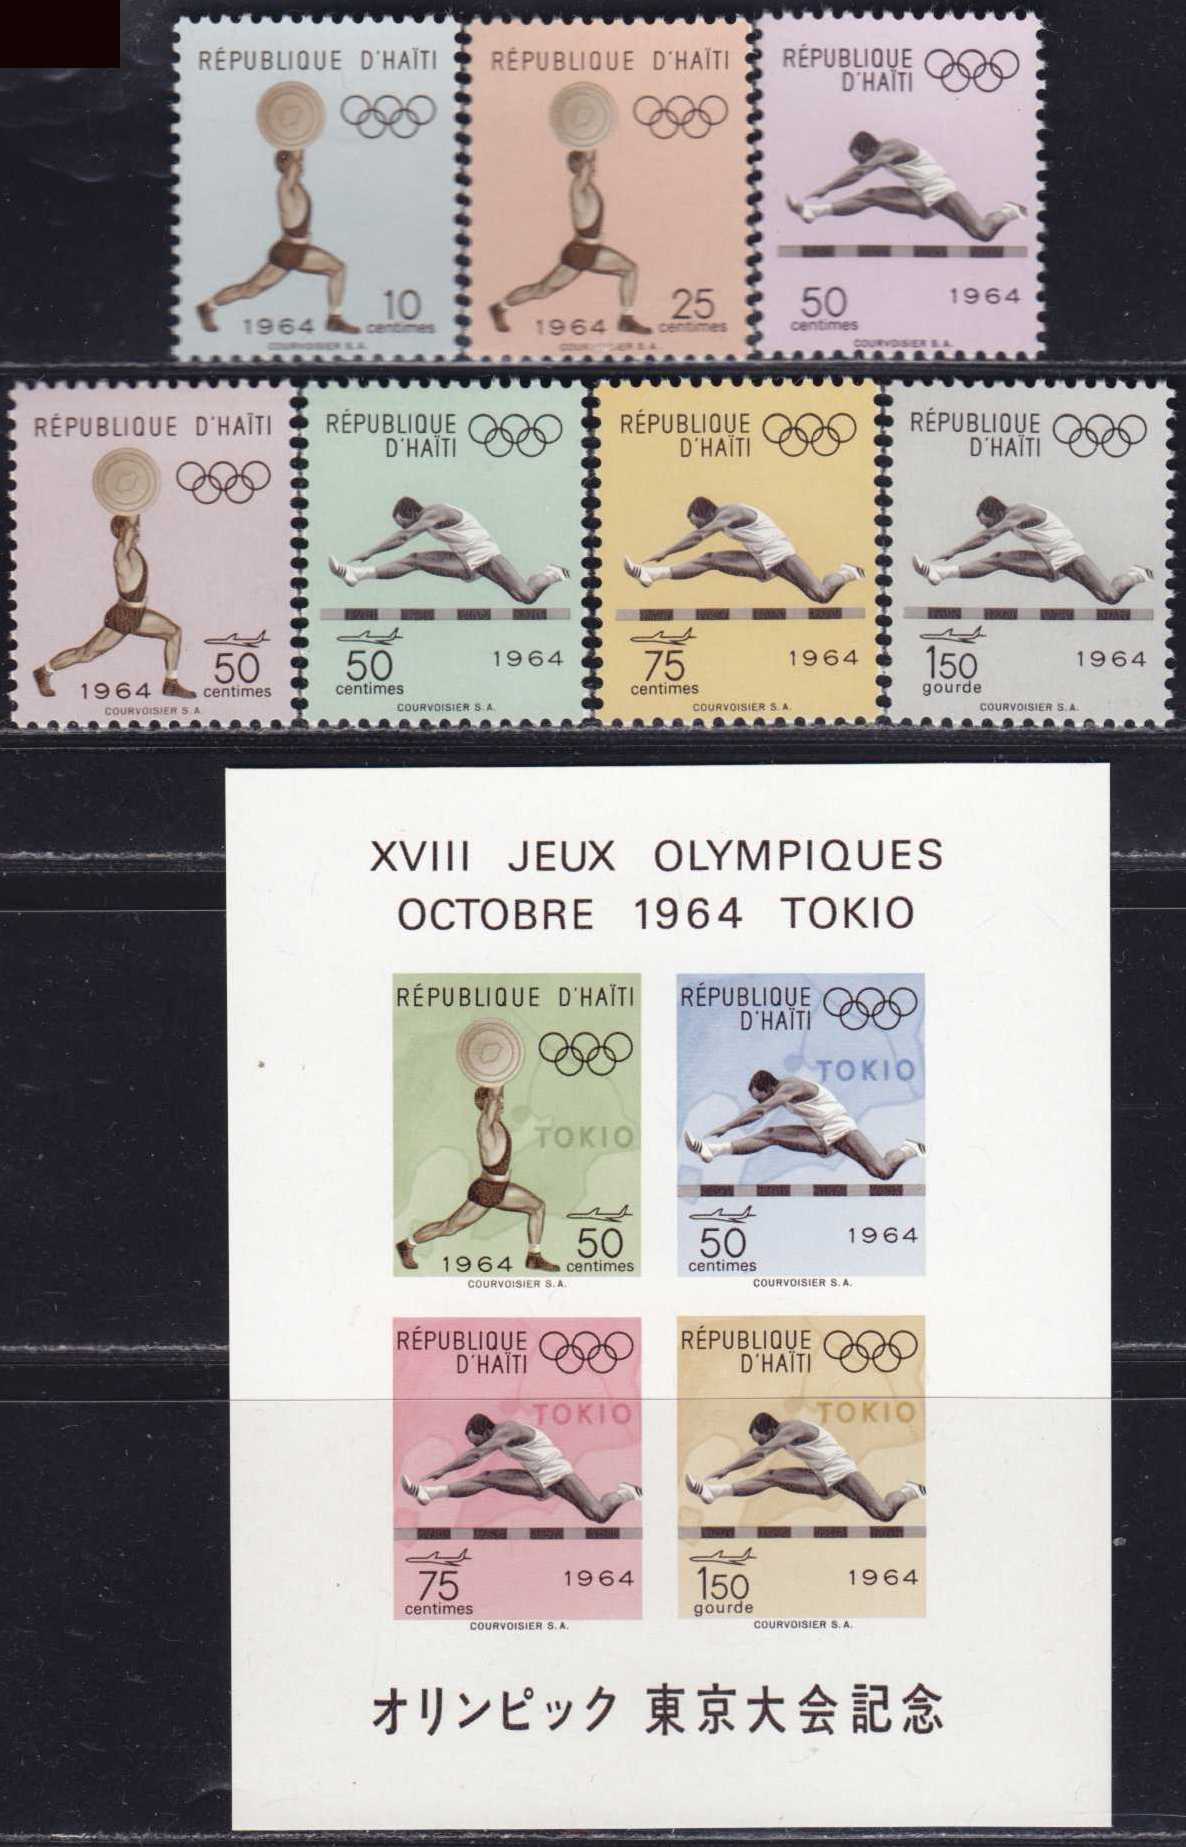 RÉPUBLIQUE D'HAÏTI
10
1964 centimes
COURVOISIER S.A.
RÉPUBLIQUE D'HAÏTI
25
1964 centimes
COURVOISIER S.A.
RÉPUBLIQUE
D'HAÏTI
50 1964
centimes
COURVOISIER S.A.
RÉPUBLIQUE D'HAÏTI
50
1964 centimes
COURVOISIER S.A.
RÉPUBLIQUE
D'HAÏTI
50 1964
centimes
COURVOISIER S.A.
RÉPUBLIQUE
D'HAÏTI
75 1964
centimes
COURVOISIER S.A.
RÉPUBLIQUE
D'HAÏTI
150 1964
gourde
COURVOISIER S.A.
XVIII JEUX OLYMPIQUES
OCTOBRE 1964 TOKIO
RÉPUBLIQUE D'HAÏTI
TOKIO
50
1964 centimes
COURVOISIER S.A.
RÉPUBLIQUE
D'HAÏTI
TOKIO
50 1964
centimes
COURVOISIER S.A.
RÉPUBLIQUE
D'HAÏTI
TOKIO
75 1964
centimes
COURVOISIER S.A.
RÉPUBLIQUE
D'HAÏTI
TOKIO
150 1964
gourde
COURVOISIER S.A.
オリンピック 東京大会記念